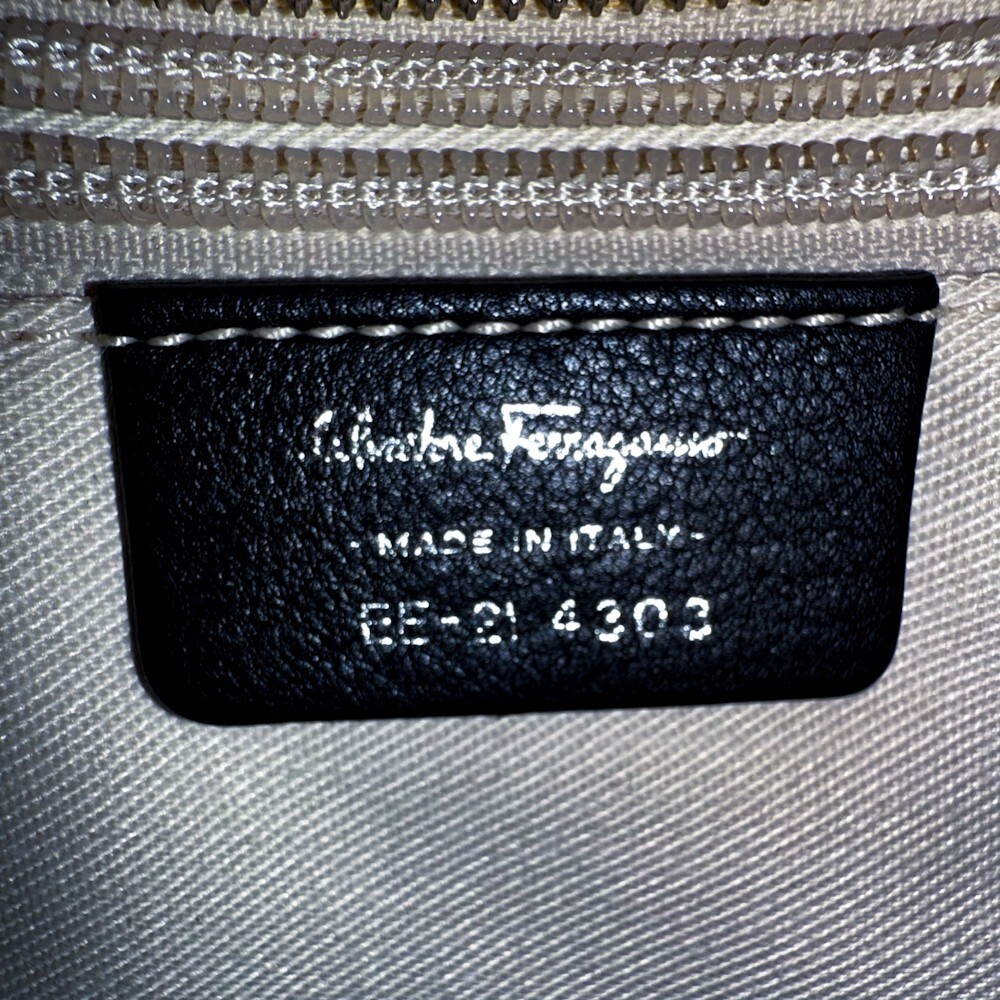 Salvatore Ferragamo
- MADE IN ITALY -
EE-21 4303